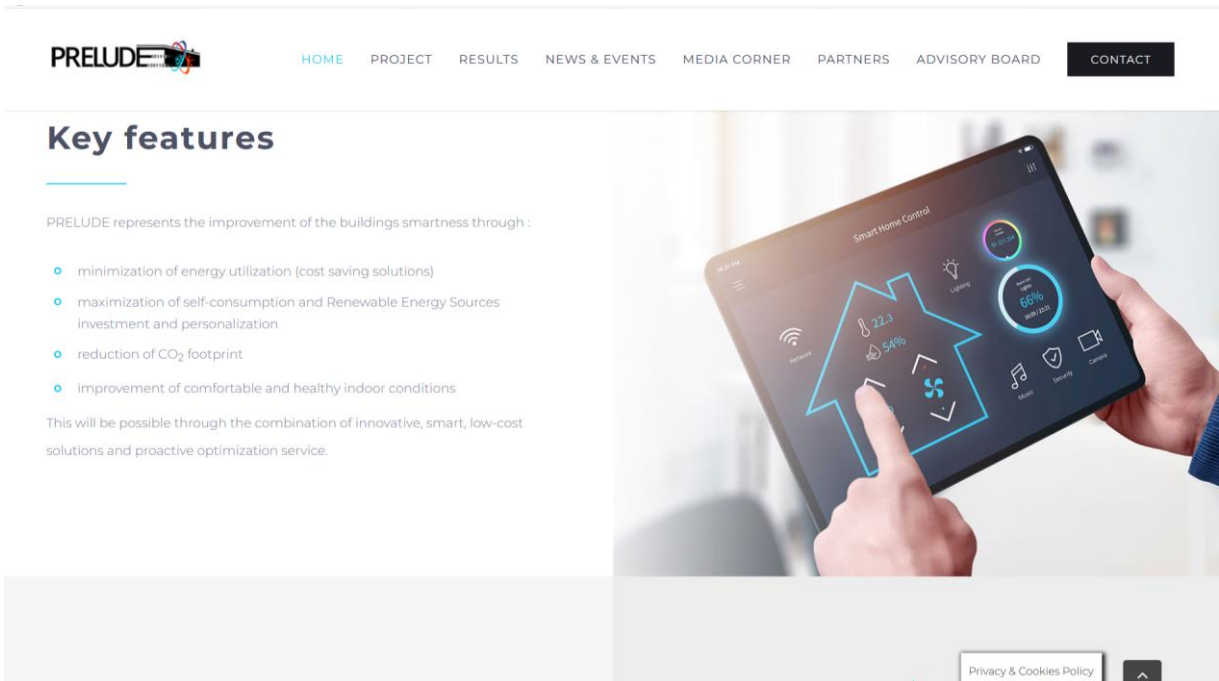 PRELUDE
HOME PROJECT RESULTS NEWS & EVENTS MEDIA CORNER PARTNERS ADVISORY BOARD CONTACT
Key features
PRELUDE represents the improvement of the buildings smartness through :
minimization of energy utilization (cost saving solutions)
maximization of self-consumption and Renewable Energy Sources
investment and personalization
reduction of CO₂ footprint
improvement of comfortable and healthy indoor conditions
This will be possible through the combination of innovative, smart, low-cost
solutions and proactive optimization service.
Smart Home Control
Lighting
Network
22.3
54%
Lights
66%
Music
Security
Camera
Privacy & Cookies Policy